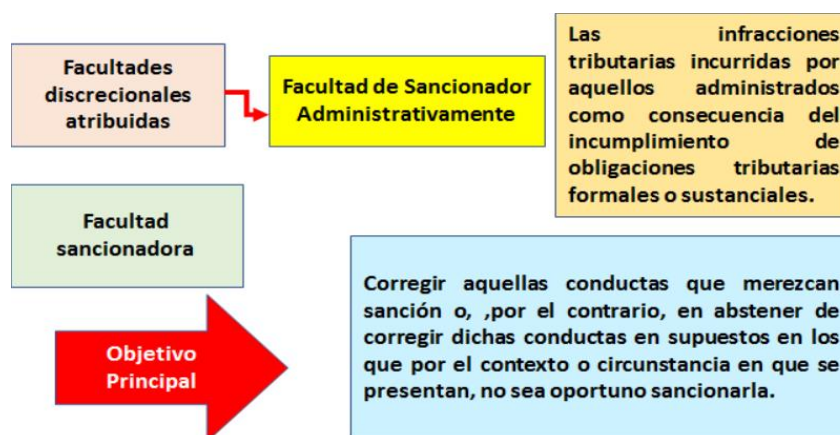 Facultades
discrecionales
atribuidas
Facultad de Sancionador
Administrativamente
Las infracciones
tributarias incurridas por
aquellos administrados
como consecuencia del
incumplimiento de
obligaciones tributarias
formales o sustanciales.
Facultad
sancionadora
Objetivo
Principal
Corregir aquellas conductas que merezcan
sanción o, ,por el contrario, en abstener de
corregir dichas conductas en supuestos en los
que por el contexto o circunstancia en que se
presentan, no sea oportuno sancionarla.